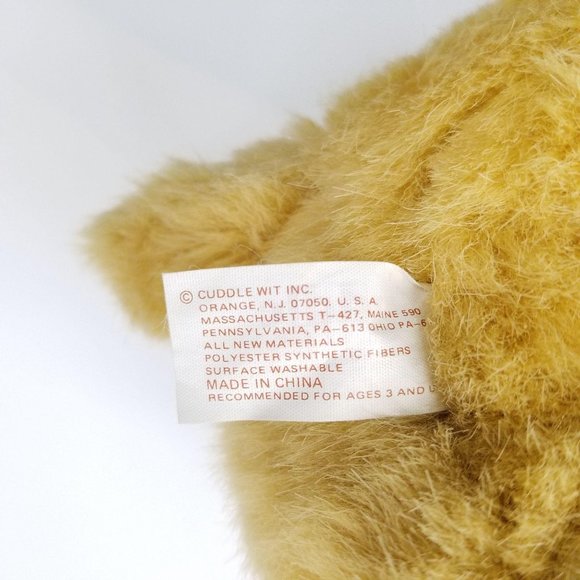 © CUDDLE WIT INC.
ORANGE, N.J. 07050, U. S. A.
MASSACHUSETTS T-427, MAINE 590
PENNSYLVANIA, PA-613 OHIO PA-6
ALL NEW MATERIALS
POLYESTER SYNTHETIC FIBERS
SURFACE WASHABLE
MADE IN CHINA
RECOMMENDED FOR AGES 3 AND